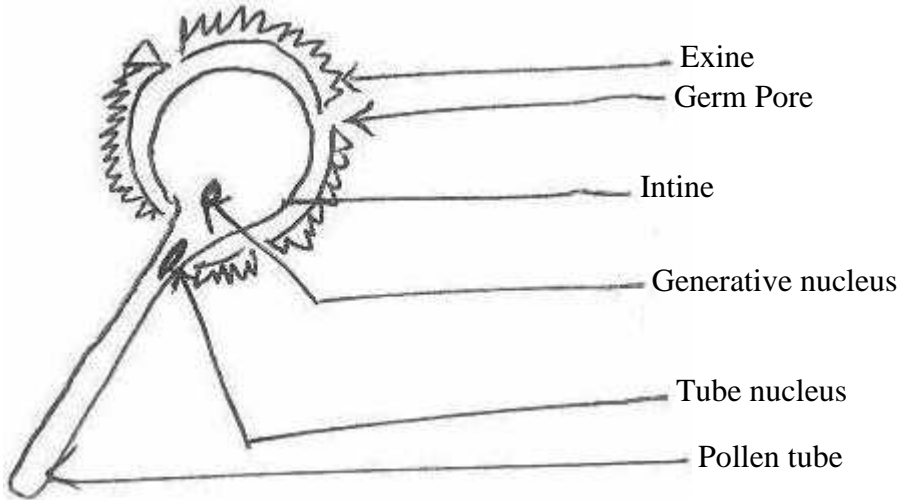 Exine
Germ Pore
Intine
Generative nucleus
Tube nucleus
Pollen tube